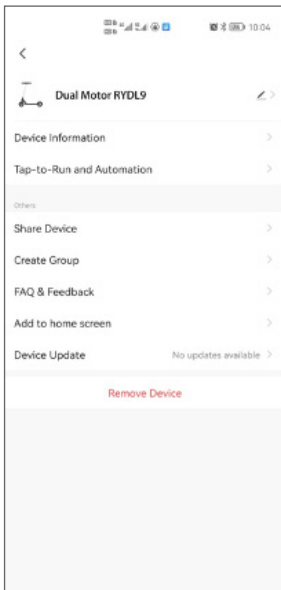 10:04
Dual Motor RYDL9
Device Information
Tap-to-Run and Automation
Others
Share Device
Create Group
FAQ & Feedback
Add to home screen
Device Update No updates available
Remove Device